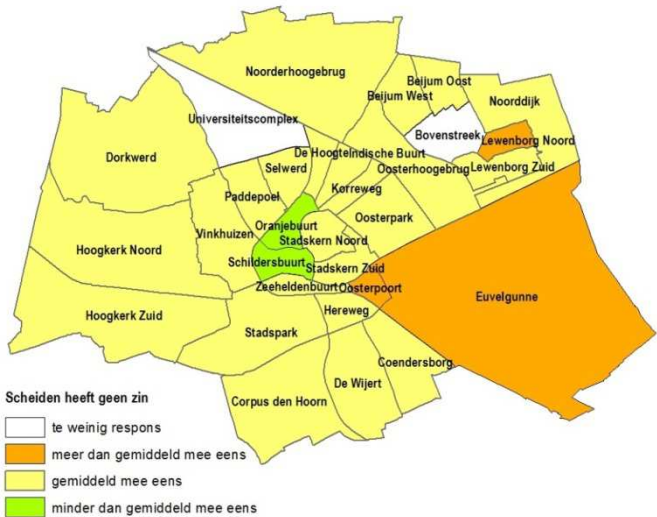 Noorderhoogebrug
Beijum Oost
Beijum West
Noorddijk
Universiteitscomplex
Bovenstreek
Lewenborg Noord
Dorkwerd
De Hoogte
Indische Buurt
Selwerd
Oosterhoogebrug
Lewenborg Zuid
Paddepoel
Korreweg
Oosterpark
Oranjebuurt
Vinkhuizen
Stadskern Noord
Hoogkerk Noord
Schildersbuurt
Stadskern Zuid
Zeeheldenbuurt
Oosterpoort
Euvelgunne
Hoogkerk Zuid
Hereweg
Stadspark
Coendersborg
De Wijert
Corpus den Hoorn
Scheiden heeft geen zin
te weinig respons
meer dan gemiddeld mee eens
gemiddeld mee eens
minder dan gemiddeld mee eens